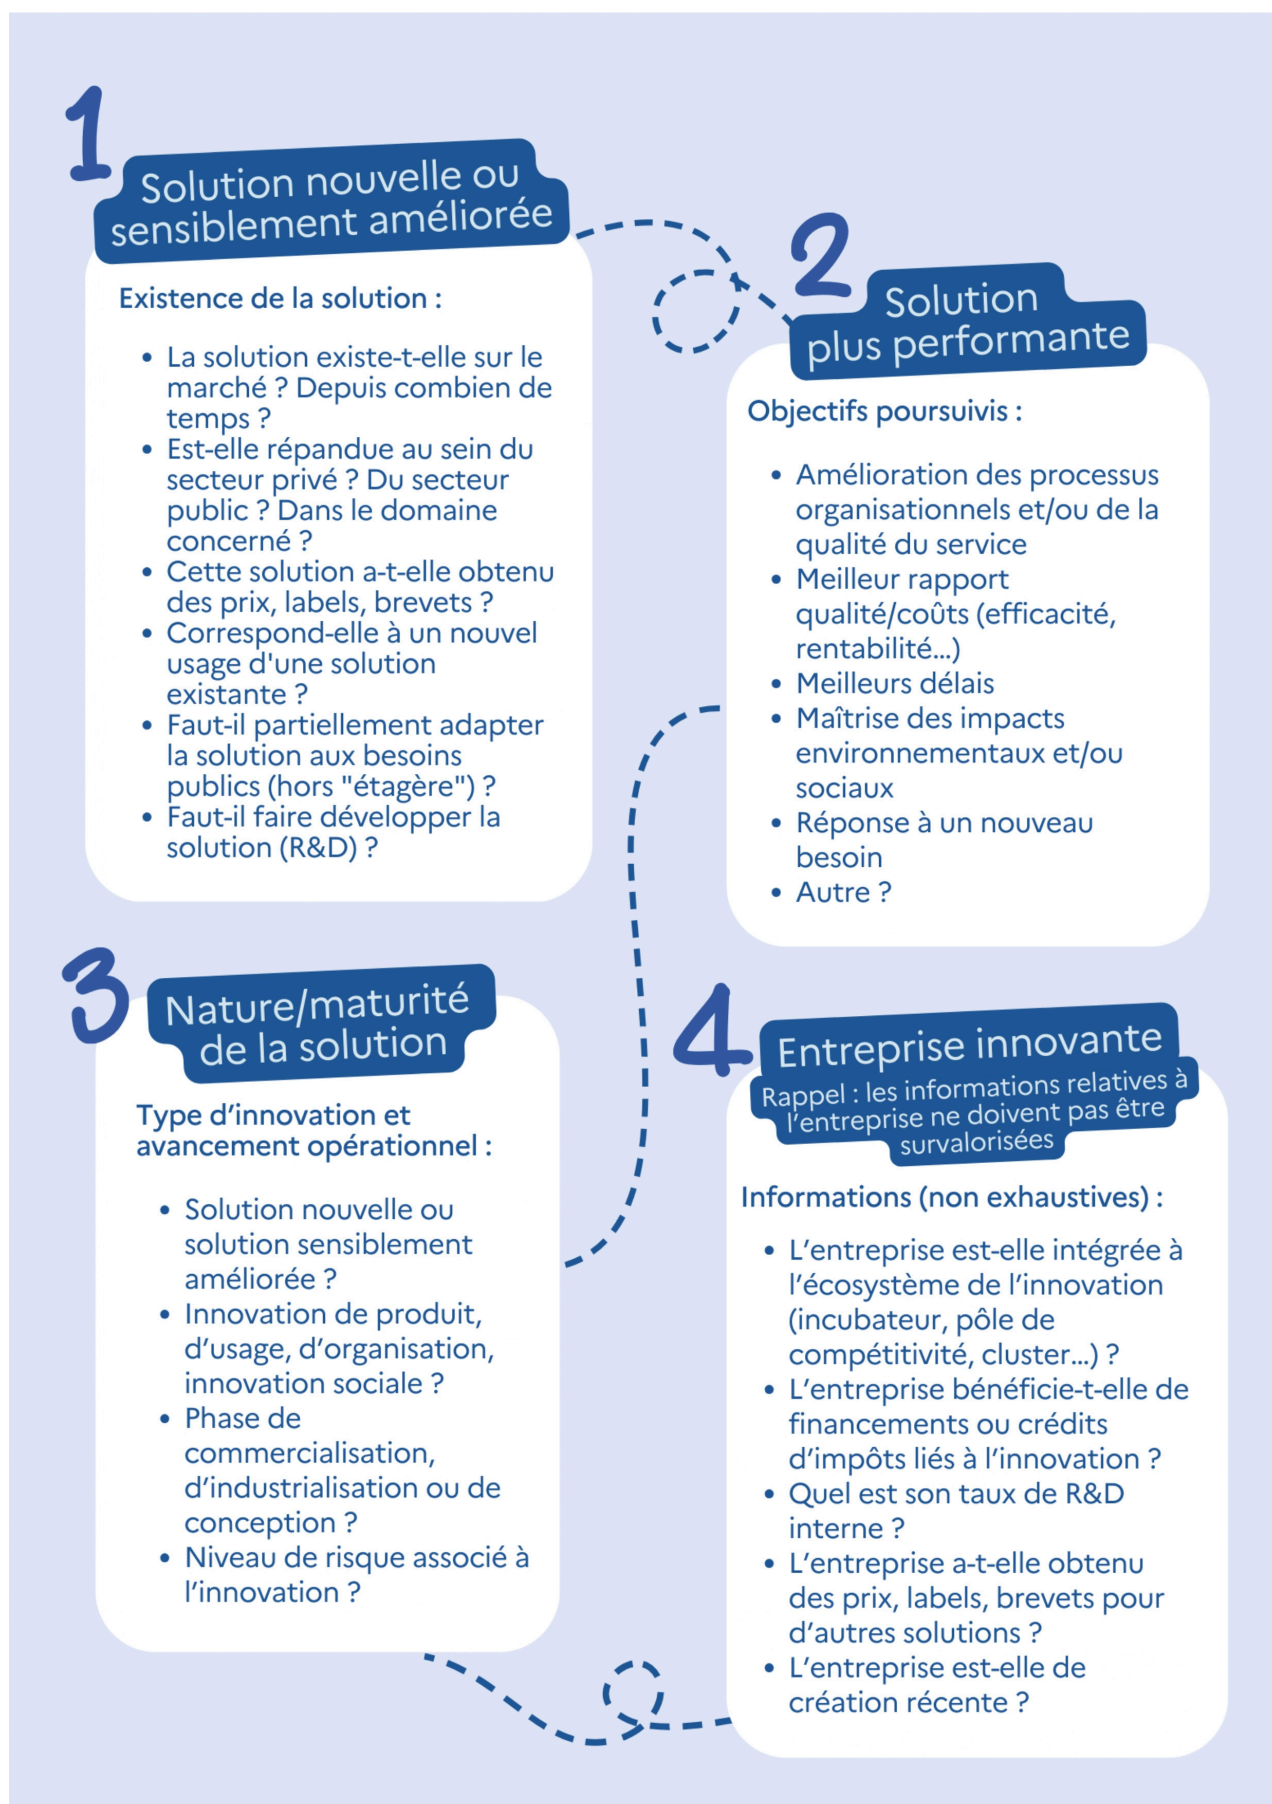 1
Solution nouvelle ou
sensiblement améliorée
Existence de la solution :
• La solution existe-t-elle sur le
marché ? Depuis combien de
temps ?
• Est-elle répandue au sein du
secteur privé ? Du secteur
public ? Dans le domaine
concerné ?
• Cette solution a-t-elle obtenu
des prix, labels, brevets ?
• Correspond-elle à un nouvel
usage d'une solution
existante ?
• Faut-il partiellement adapter
la solution aux besoins
publics (hors "étagère") ?
• Faut-il faire développer la
solution (R&D) ?
2
Solution
plus performante
Objectifs poursuivis :
• Amélioration des processus
organisationnels et/ou de la
qualité du service
• Meilleur rapport
qualité/coûts (efficacité,
rentabilité...)
• Meilleurs délais
• Maîtrise des impacts
environnementaux et/ou
sociaux
• Réponse à un nouveau
besoin
• Autre ?
3
Nature/maturité
de la solution
Type d’innovation et
avancement opérationnel :
• Solution nouvelle ou
solution sensiblement
améliorée ?
• Innovation de produit,
d’usage, d’organisation,
innovation sociale ?
• Phase de
commercialisation,
d’industrialisation ou de
conception ?
• Niveau de risque associé à
l’innovation ?
4
Entreprise innovante
Rappel : les informations relatives à
l’entreprise ne doivent pas être
survalorisées
Informations (non exhaustives) :
• L’entreprise est-elle intégrée à
l’écosystème de l’innovation
(incubateur, pôle de
compétitivité, cluster...) ?
• L’entreprise bénéficie-t-elle de
financements ou crédits
d’impôts liés à l’innovation ?
• Quel est son taux de R&D
interne ?
• L’entreprise a-t-elle obtenu
des prix, labels, brevets pour
d’autres solutions ?
• L’entreprise est-elle de
création récente ?